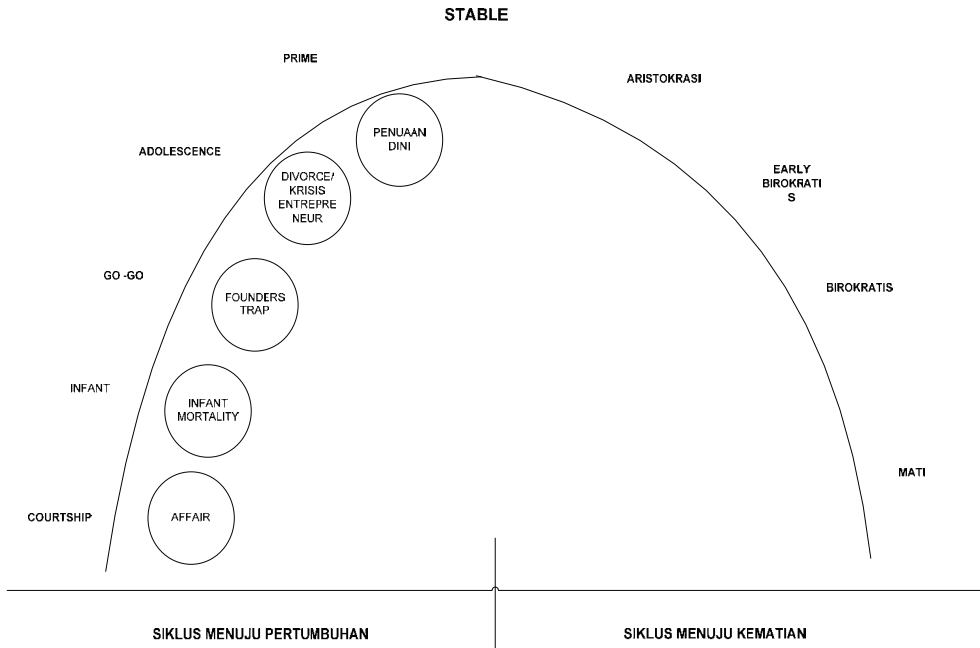 STABLE
PRIME
ARISTOKRASI
PENUAAN
DINI
ADOLESCENCE
DIVORCE/
KRISIS
ENTREPRE
NEUR
EARLY
BIROKRATI
S
GO -GO
FOUNDERS
TRAP
BIROKRATIS
INFANT
INFANT
MORTALITY
MATI
COURTSHIP
AFFAIR
SIKLUS MENUJU PERTUMBUHAN
SIKLUS MENUJU KEMATIAN